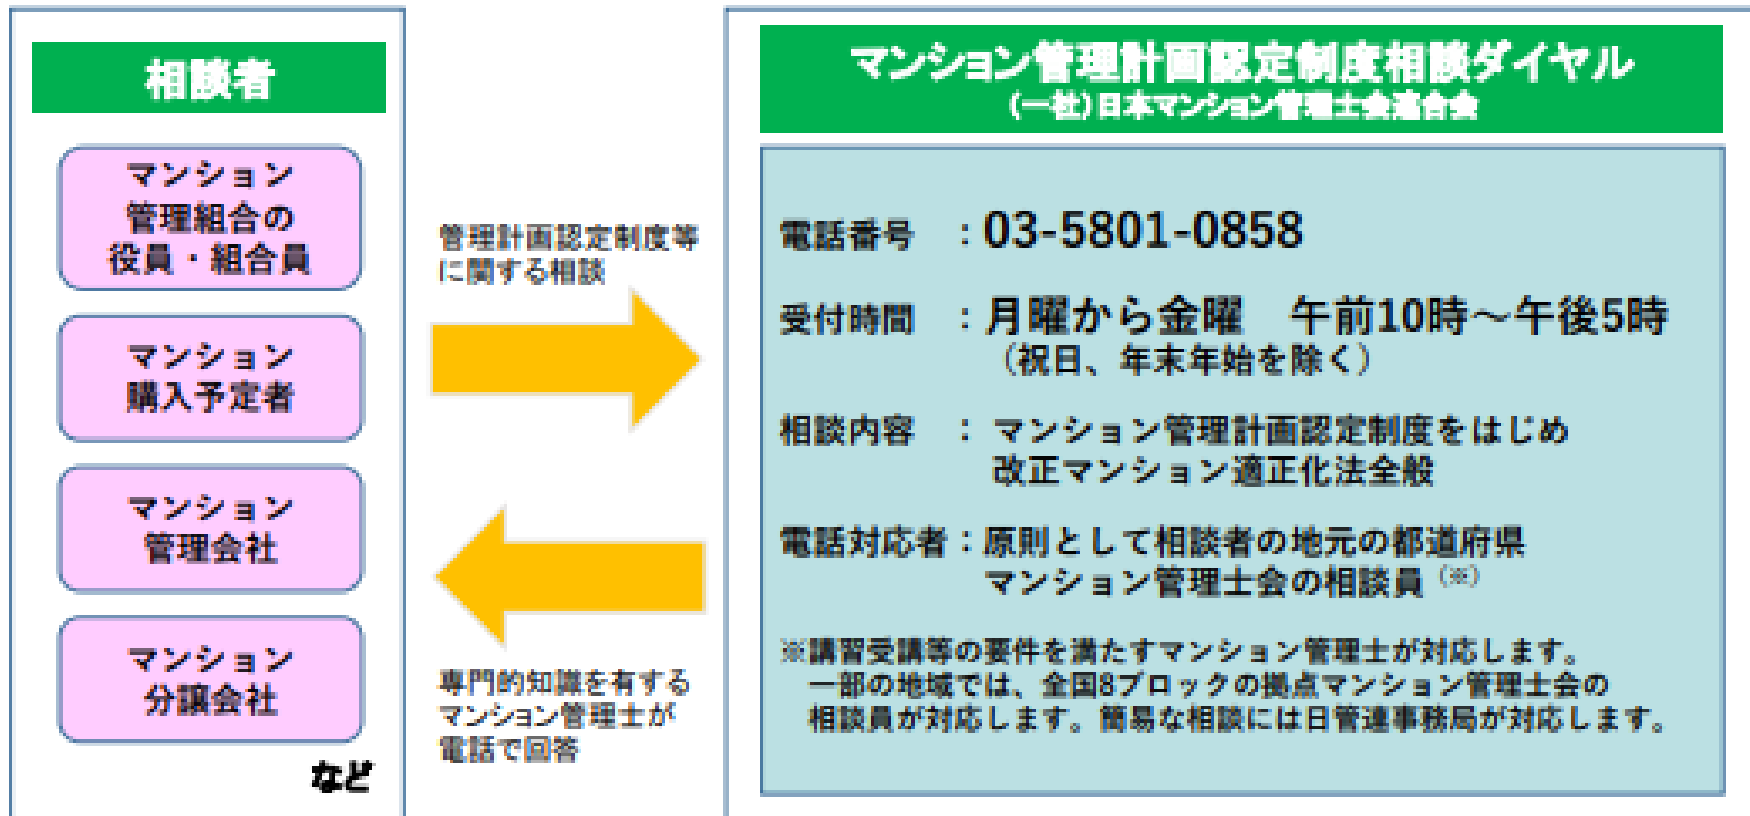 相談者
マンション
管理組合の
役員・組合員
マンション
購入予定者
マンション
管理会社
マンション
分譲会社
など
管理計画認定制度等
に関する相談
専門的知識を有する
マンション管理士が
電話で回答
マンション管理計画認定制度相談ダイヤル
(一社)日本マンション管理士会連合会
電話番号　：03-5801-0858
受付時間　：月曜から金曜　午前10時～午後5時
（祝日、年末年始を除く）
相談内容　：マンション管理計画認定制度をはじめ
改正マンション適正化法全般
電話対応者：原則として相談者の地元の都道府県
マンション管理士会の相談員（※）
※講習受講等の要件を満たすマンション管理士が対応します。
一部の地域では、全国8ブロックの拠点マンション管理士会の
相談員が対応します。簡易な相談には日管連事務局が対応します。